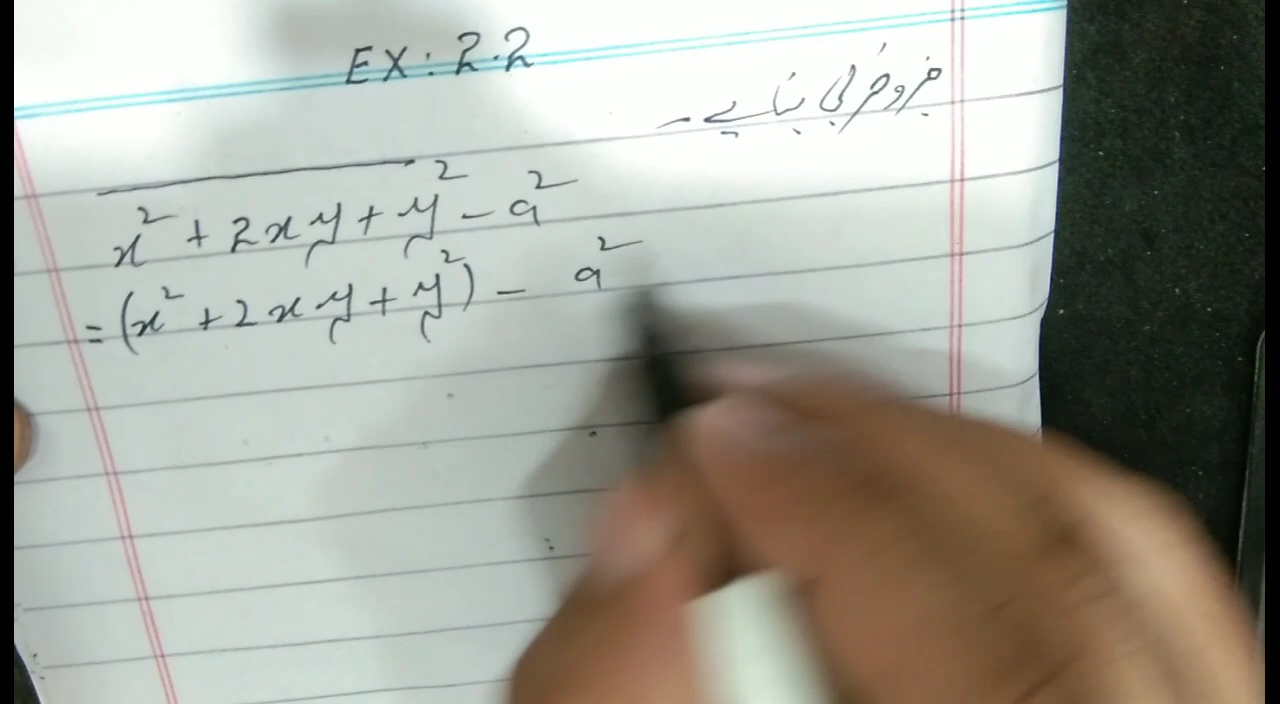 EX: 2.2
جزو ضربی بنایے -
x² + 2xy + y² - a²
= (x² + 2xy + y²) - a²